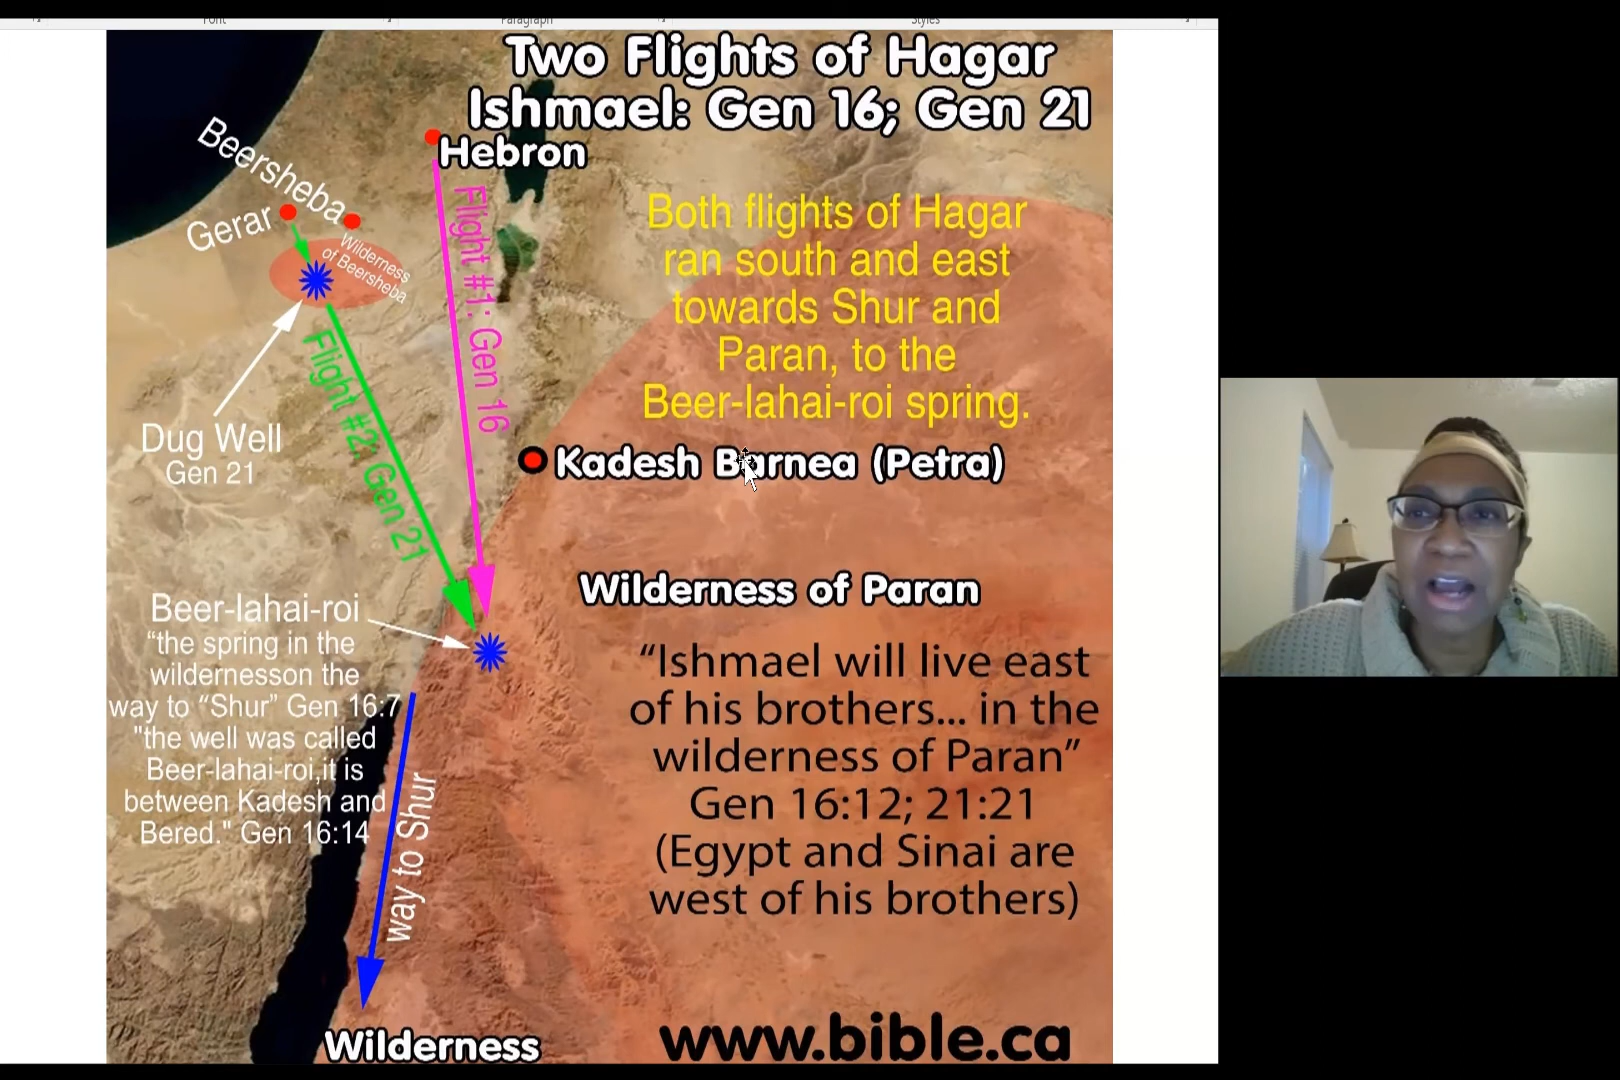 Font
Paragraph
Styles
Two Flights of Hagar
Ishmael: Gen 16; Gen 21
Hebron
Beersheba
Gerar
Wilderness
of Beersheba
Flight #1: Gen 16
Both flights of Hagar
ran south and east
towards Shur and
Paran, to the
Beer-lahai-roi spring.
Flight #2: Gen 21
Dug Well
Gen 21
Kadesh Barnea (Petra)
Wilderness of Paran
Beer-lahai-roi
“the spring in the
wildernesson the
way to “Shur” Gen 16:7
"the well was called
Beer-lahai-roi,it is
between Kadesh and
Bered." Gen 16:14
“Ishmael will live east
of his brothers... in the
wilderness of Paran”
Gen 16:12; 21:21
(Egypt and Sinai are
west of his brothers)
way to Shur
Wilderness
www.bible.ca